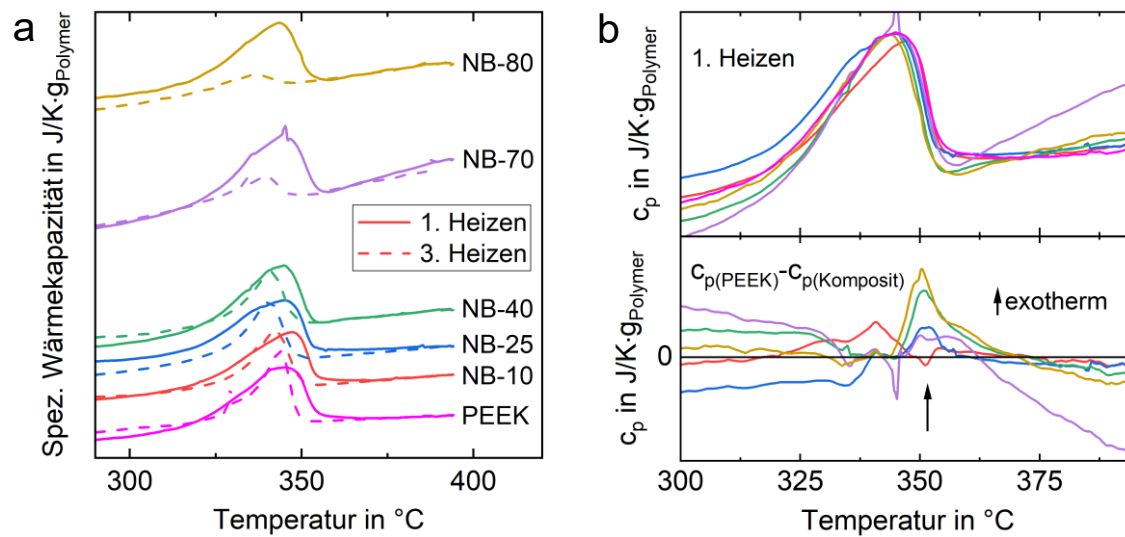 a
Spez. Wärmekapazität in J/K·gPolymer
NB-80
NB-70
1. Heizen
3. Heizen
NB-40
NB-25
NB-10
PEEK
300
350
400
Temperatur in °C
b
cp in J/K·gPolymer
1. Heizen
cp in J/K·gPolymer
cp(PEEK)-cp(Komposit)
exotherm
0
300
325
350
375
Temperatur in °C